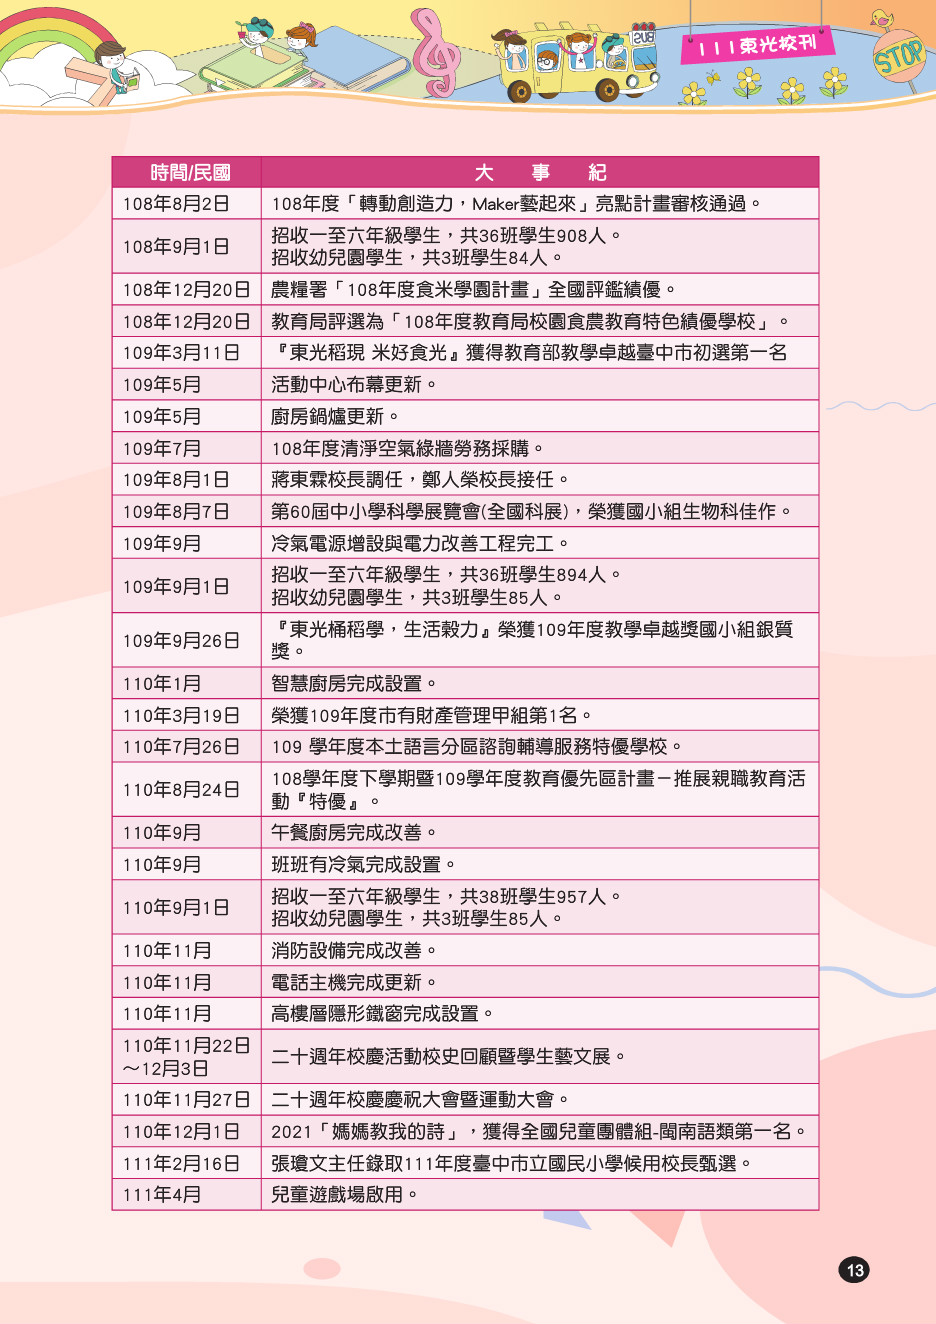 SUB
111東光校刊
STOP
時間/民國 大事紀
108年8月2日 108年度「轉動創造力，Maker藝起來」亮點計畫審核通過。
108年9月1日 招收一至六年級學生，共36班學生908人。
招收幼兒園學生，共3班學生84人。
108年12月20日 農糧署「108年度食米學園計畫」全國評鑑績優。
108年12月20日 教育局評選為「108年度教育局校園食農教育特色績優學校」。
109年3月11日 『東光稻現 米好食光』獲得教育部教學卓越臺中市初選第一名
109年5月 活動中心布幕更新。
109年5月 廚房鍋爐更新。
109年7月 108年度清淨空氣綠牆勞務採購。
109年8月1日 蔣東霖校長調任，鄭人榮校長接任。
109年8月7日 第60屆中小學科學展覽會(全國科展)，榮獲國小組生物科佳作。
109年9月 冷氣電源增設與電力改善工程完工。
109年9月1日 招收一至六年級學生，共36班學生894人。
招收幼兒園學生，共3班學生85人。
109年9月26日 『東光桶稻學，生活穀力』榮獲109年度教學卓越獎國小組銀質
獎。
110年1月 智慧廚房完成設置。
110年3月19日 榮獲109年度市有財產管理甲組第1名。
110年7月26日 109 學年度本土語言分區諮詢輔導服務特優學校。
110年8月24日 108學年度下學期暨109學年度教育優先區計畫－推展親職教育活
動『特優』。
110年9月 午餐廚房完成改善。
110年9月 班班有冷氣完成設置。
110年9月1日 招收一至六年級學生，共38班學生957人。
招收幼兒園學生，共3班學生85人。
110年11月 消防設備完成改善。
110年11月 電話主機完成更新。
110年11月 高樓層隱形鐵窗完成設置。
110年11月22日
～12月3日 二十週年校慶活動校史回顧暨學生藝文展。
110年11月27日 二十週年校慶慶祝大會暨運動大會。
110年12月1日 2021「媽媽教我的詩」，獲得全國兒童團體組-閩南語類第一名。
111年2月16日 張瓊文主任錄取111年度臺中市立國民小學候用校長甄選。
111年4月 兒童遊戲場啟用。
13